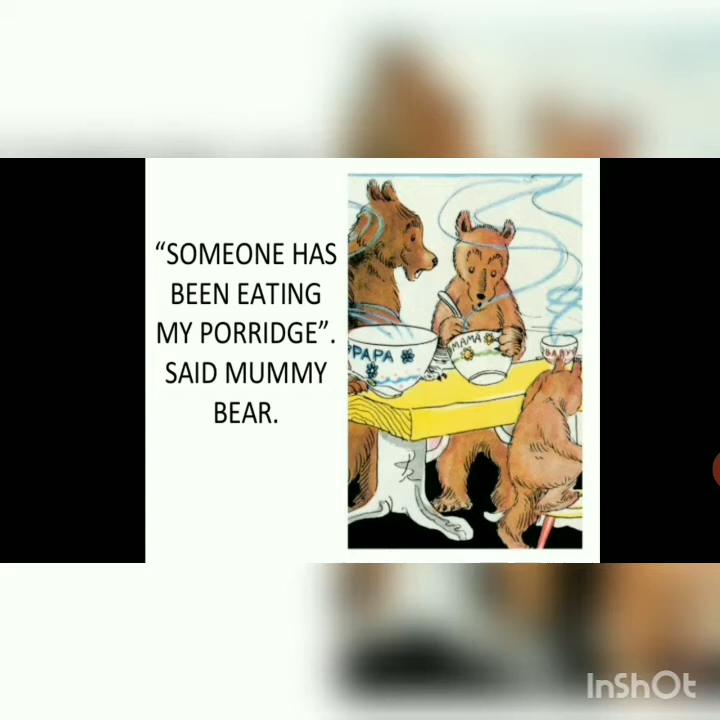 “SOMEONE HAS
BEEN EATING
MY PORRIDGE”.
SAID MUMMY
BEAR.
PAPA
MAMA
BABY
InShOt